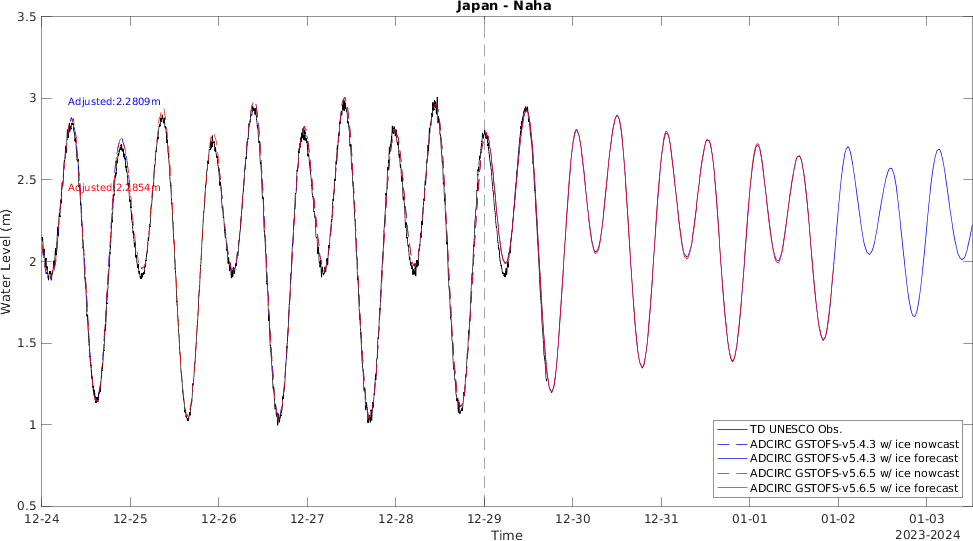 Japan - Naha
3.5
3
2.5
2
1.5
1
0.5
Water Level (m)
Adjusted:2.2809m
Adjusted:2.2854m
TD UNESCO Obs.
ADCIRC GSTOFS-v5.4.3 w/ ice nowcast
ADCIRC GSTOFS-v5.4.3 w/ ice forecast
ADCIRC GSTOFS-v5.6.5 w/ ice nowcast
ADCIRC GSTOFS-v5.6.5 w/ ice forecast
12-24 12-25 12-26 12-27 12-28 12-29 12-30 12-31 01-01 01-02 01-03
Time
2023-2024